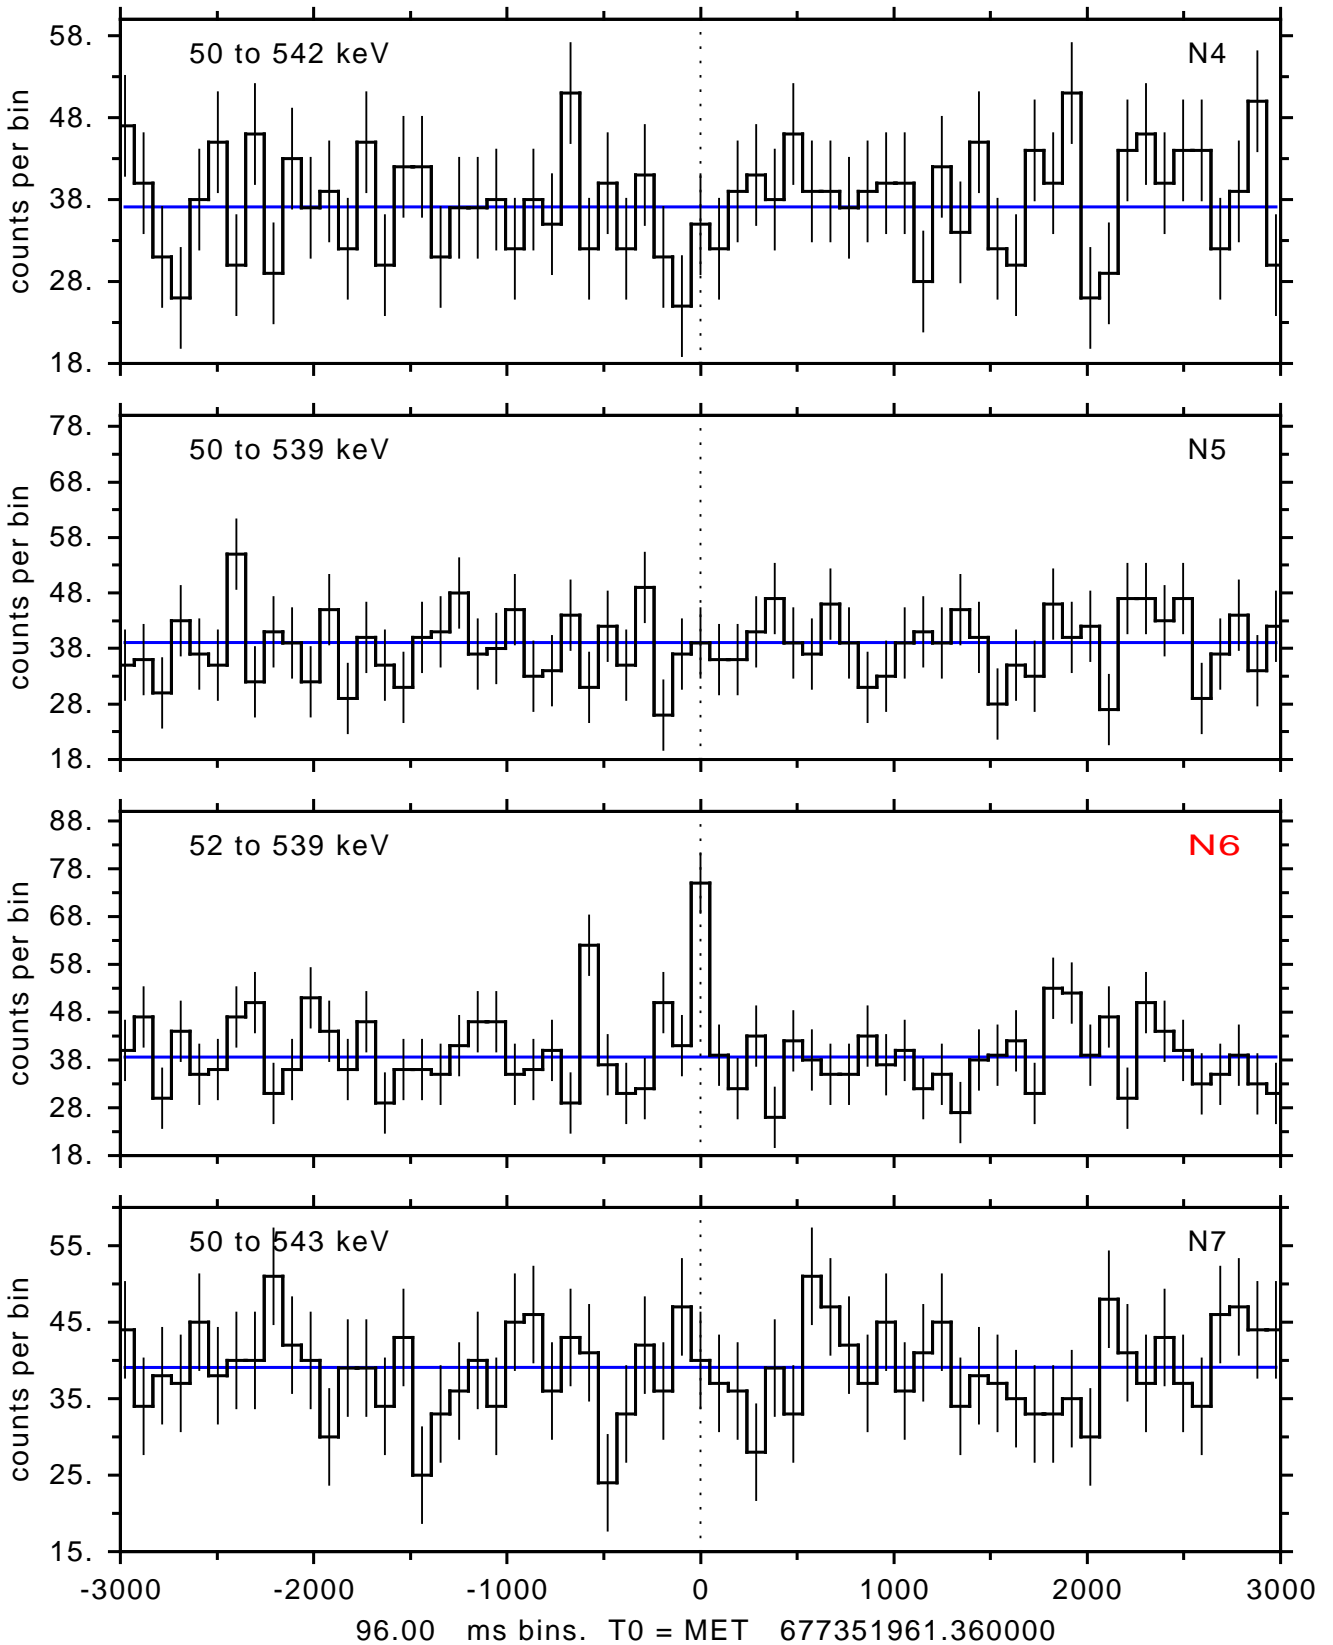 58.
50 to 542 keV
N4
48.
38.
28.
18.
counts per bin
78.
50 to 539 keV
N5
68.
58.
48.
38.
28.
18.
counts per bin
88.
52 to 539 keV
N6
78.
68.
58.
48.
38.
28.
18.
counts per bin
55.
50 to 543 keV
N7
45.
35.
25.
15.
counts per bin
-3000 -2000 -1000 0 1000 2000 3000
96.00 ms bins. T0 = MET 677351961.360000